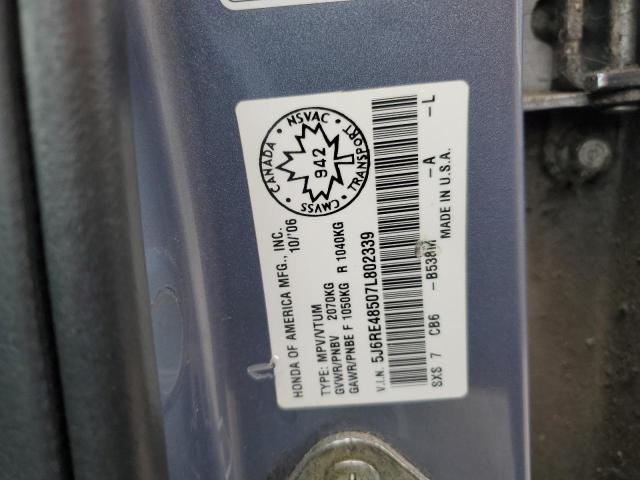 HONDA OF AMERICA MFG., INC.
10/'06
TYPE: MPV/VTUM
GVWR/PNBV 2070KG
GAWR/PNBE F 1050KG R 1040KG
V.I.N. 5J6RE48507L802339
SXS 7 CB6 -B538M -A -L
MADE IN U.S.A.
CANADA NSVAC
942
TRANSPORT CMVSS